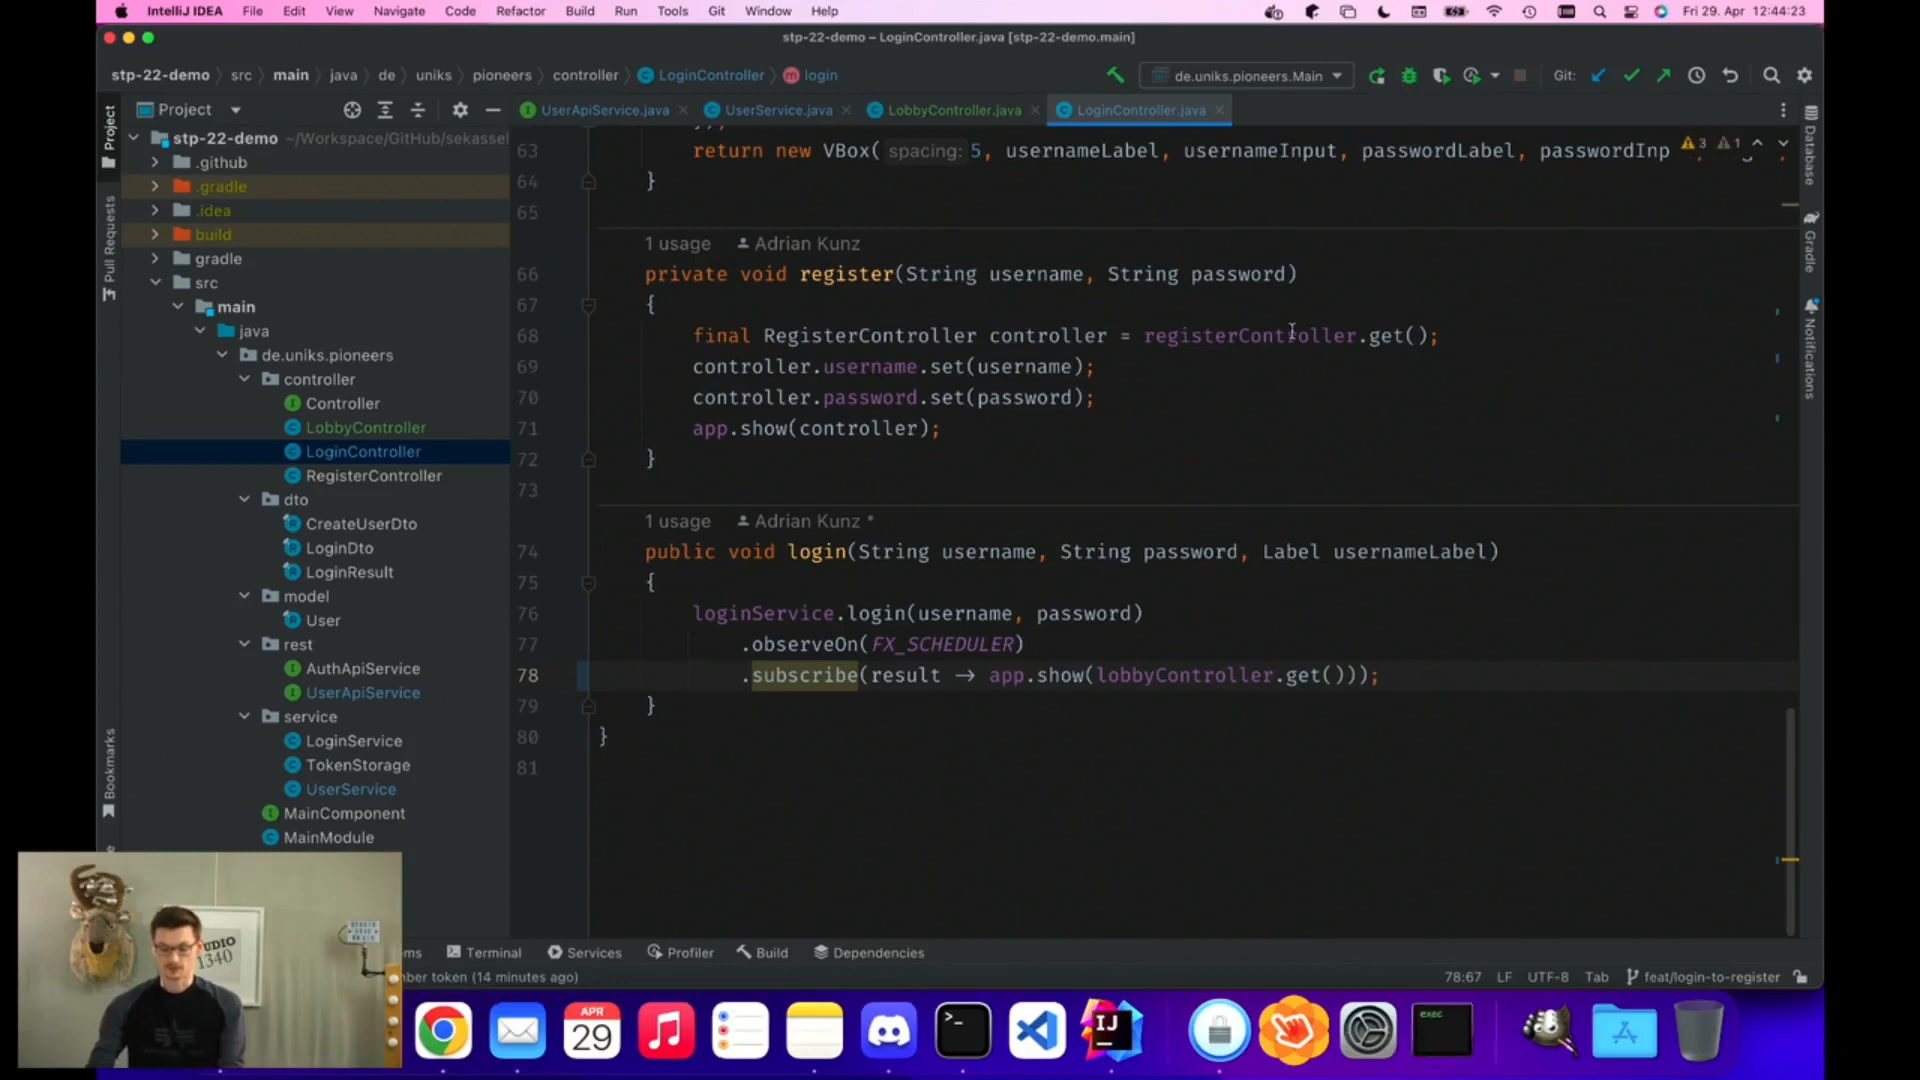 IntelliJ IDEA File Edit View Navigate Code Refactor Build Run Tools Git Window Help Fri 29. Apr 12:44:23
stp-22-demo – LoginController.java [stp-22-demo.main]
stp-22-demo src main java de uniks pioneers controller LoginController login de.uniks.pioneers.Main Git:
Project UserApiService.java UserService.java LobbyController.java LoginController.java
stp-22-demo ~/Workspace/GitHub/sekassel
.github
.gradle
.idea
build
gradle
src
main
java
de.uniks.pioneers
controller
Controller
LobbyController
LoginController
RegisterController
dto
CreateUserDto
LoginDto
LoginResult
model
User
rest
AuthApiService
UserApiService
service
LoginService
TokenStorage
UserService
MainComponent
MainModule
Project
Pull Requests
Bookmarks
63 return new VBox( spacing: 5, usernameLabel, usernameInput, passwordLabel, passwordInp 3 1
64 }
65
1 usage Adrian Kunz
66 private void register(String username, String password)
67 {
68 final RegisterController controller = registerController.get();
69 controller.username.set(username);
70 controller.password.set(password);
71 app.show(controller);
72 }
73
1 usage Adrian Kunz *
74 public void login(String username, String password, Label usernameLabel)
75 {
76 loginService.login(username, password)
77 .observeOn(FX_SCHEDULER)
78 .subscribe(result → app.show(lobbyController.get()));
79 }
80 }
81
Database
Gradle
Notifications
ms Terminal Services Profiler Build Dependencies
ber token (14 minutes ago) 78:67 LF UTF-8 Tab feat/login-to-register
STUDIO
1340
APR
29
>_
IJ
exec